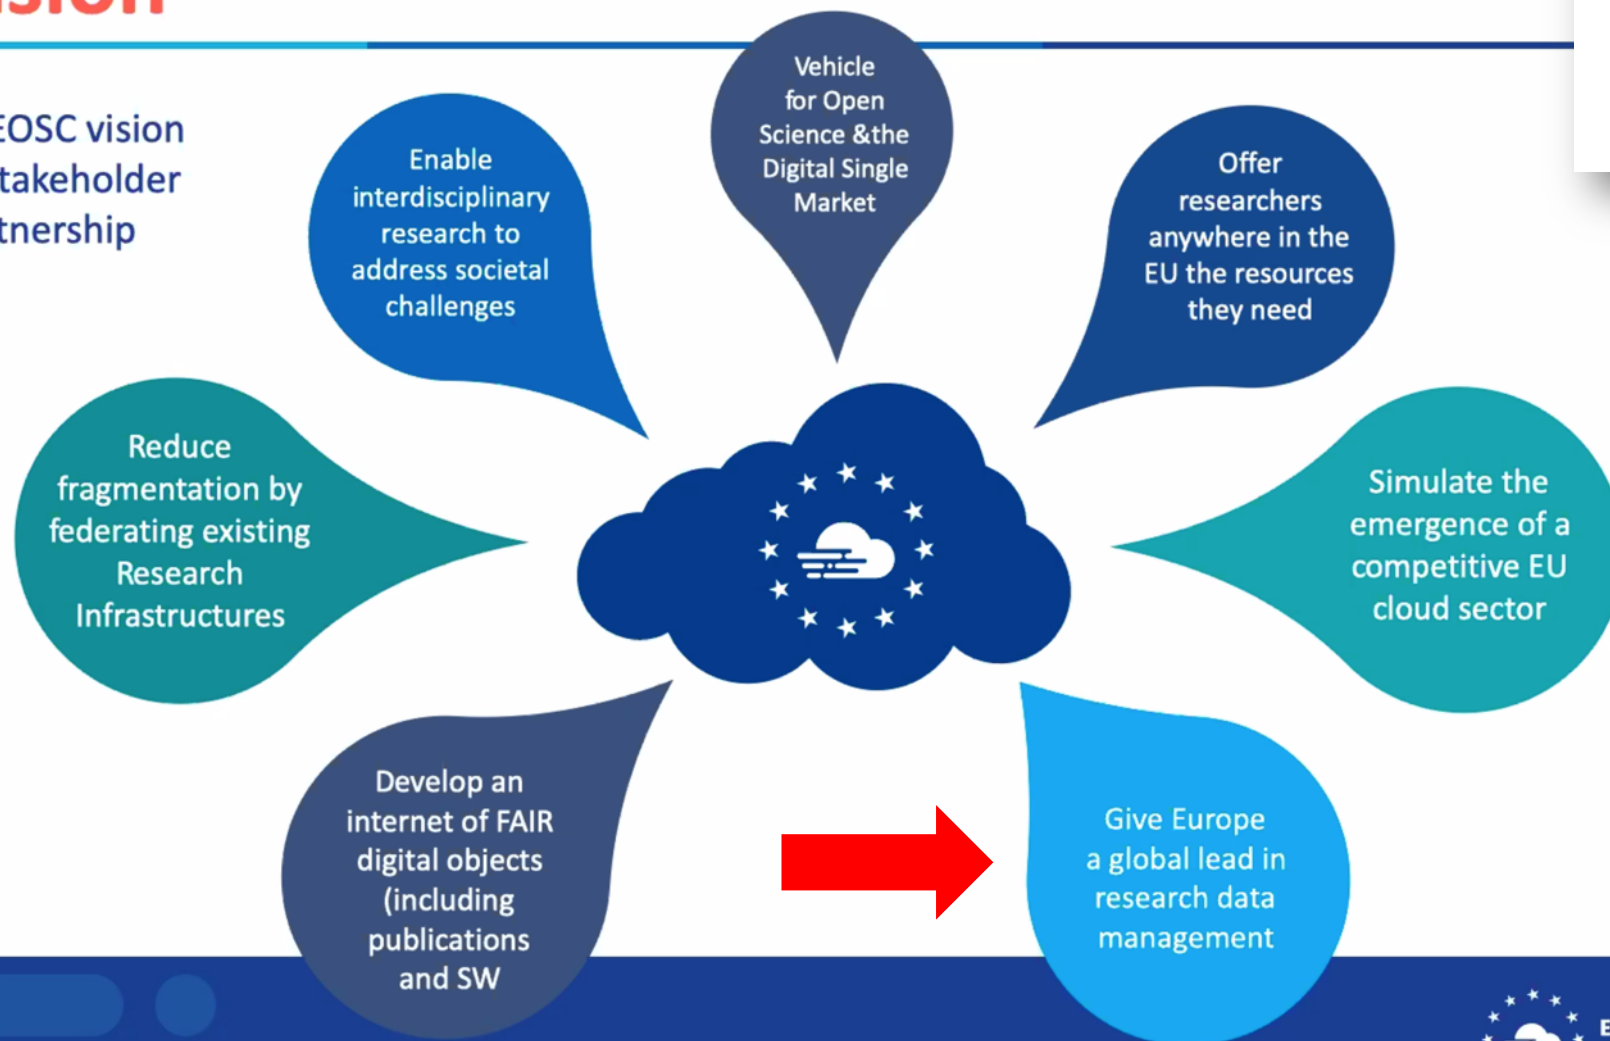 EOSC vision
takeholder
tnership
Enable
interdisciplinary
research to
address societal
challenges
Vehicle
for Open
Science &the
Digital Single
Market
Offer
researchers
anywhere in the
EU the resources
they need
Reduce
fragmentation by
federating existing
Research
Infrastructures
Simulate the
emergence of a
competitive EU
cloud sector
Develop an
internet of FAIR
digital objects
(including
publications
and SW
Give Europe
a global lead in
research data
management